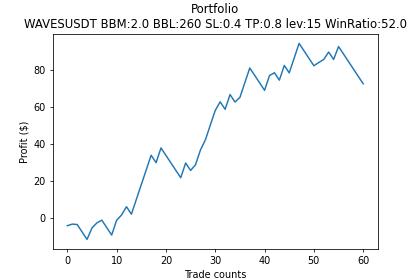 Portfolio
WAVESUSDT BBM:2.0 BBL:260 SL:0.4 TP:0.8 lev:15 WinRatio:52.0
Profit ($)
80
60
40
20
0
0 10 20 30 40 50 60
Trade counts